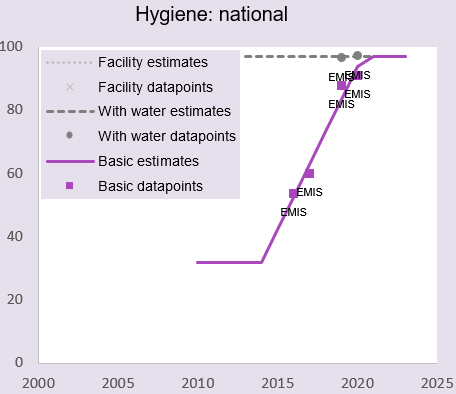 Hygiene: national
100
80
60
40
20
0
Facility estimates
Facility datapoints
With water estimates
With water datapoints
Basic estimates
Basic datapoints
EMIS
EMIS
EMIS
EMIS
EMIS
EMIS
2000 2005 2010 2015 2020 2025